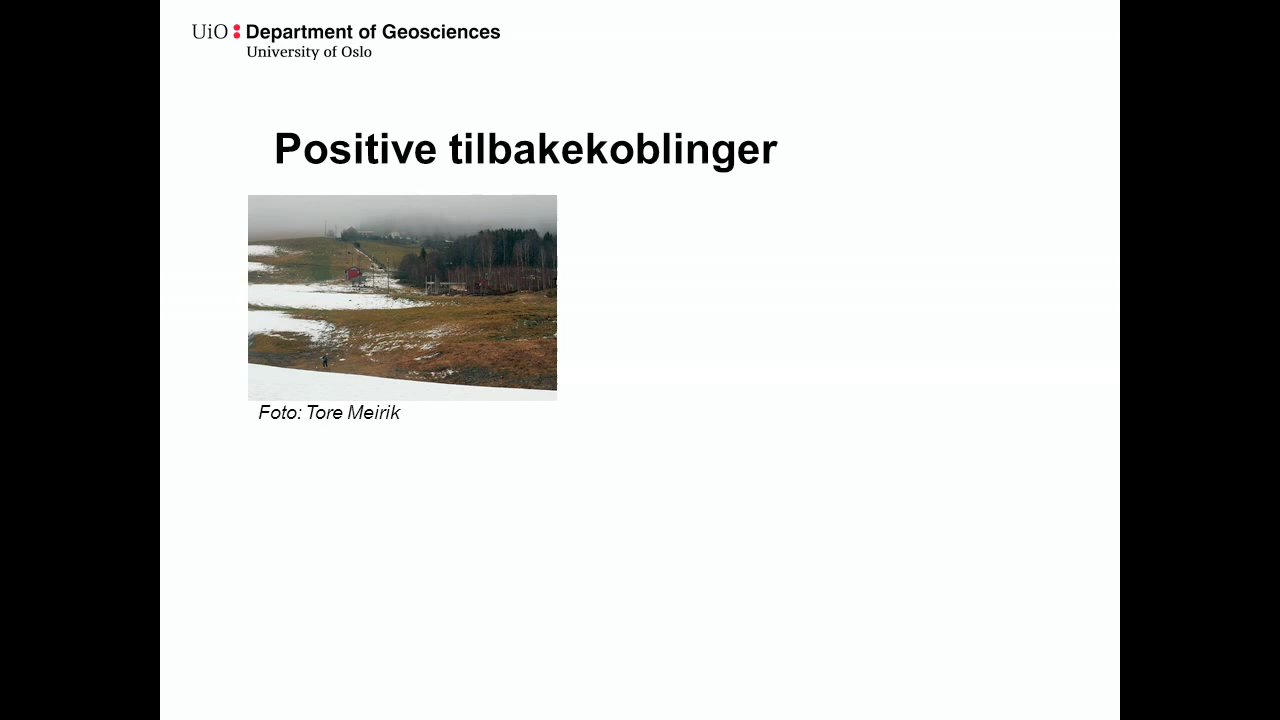 UiO : Department of Geosciences
University of Oslo
Positive tilbakekoblinger
Foto: Tore Meirik